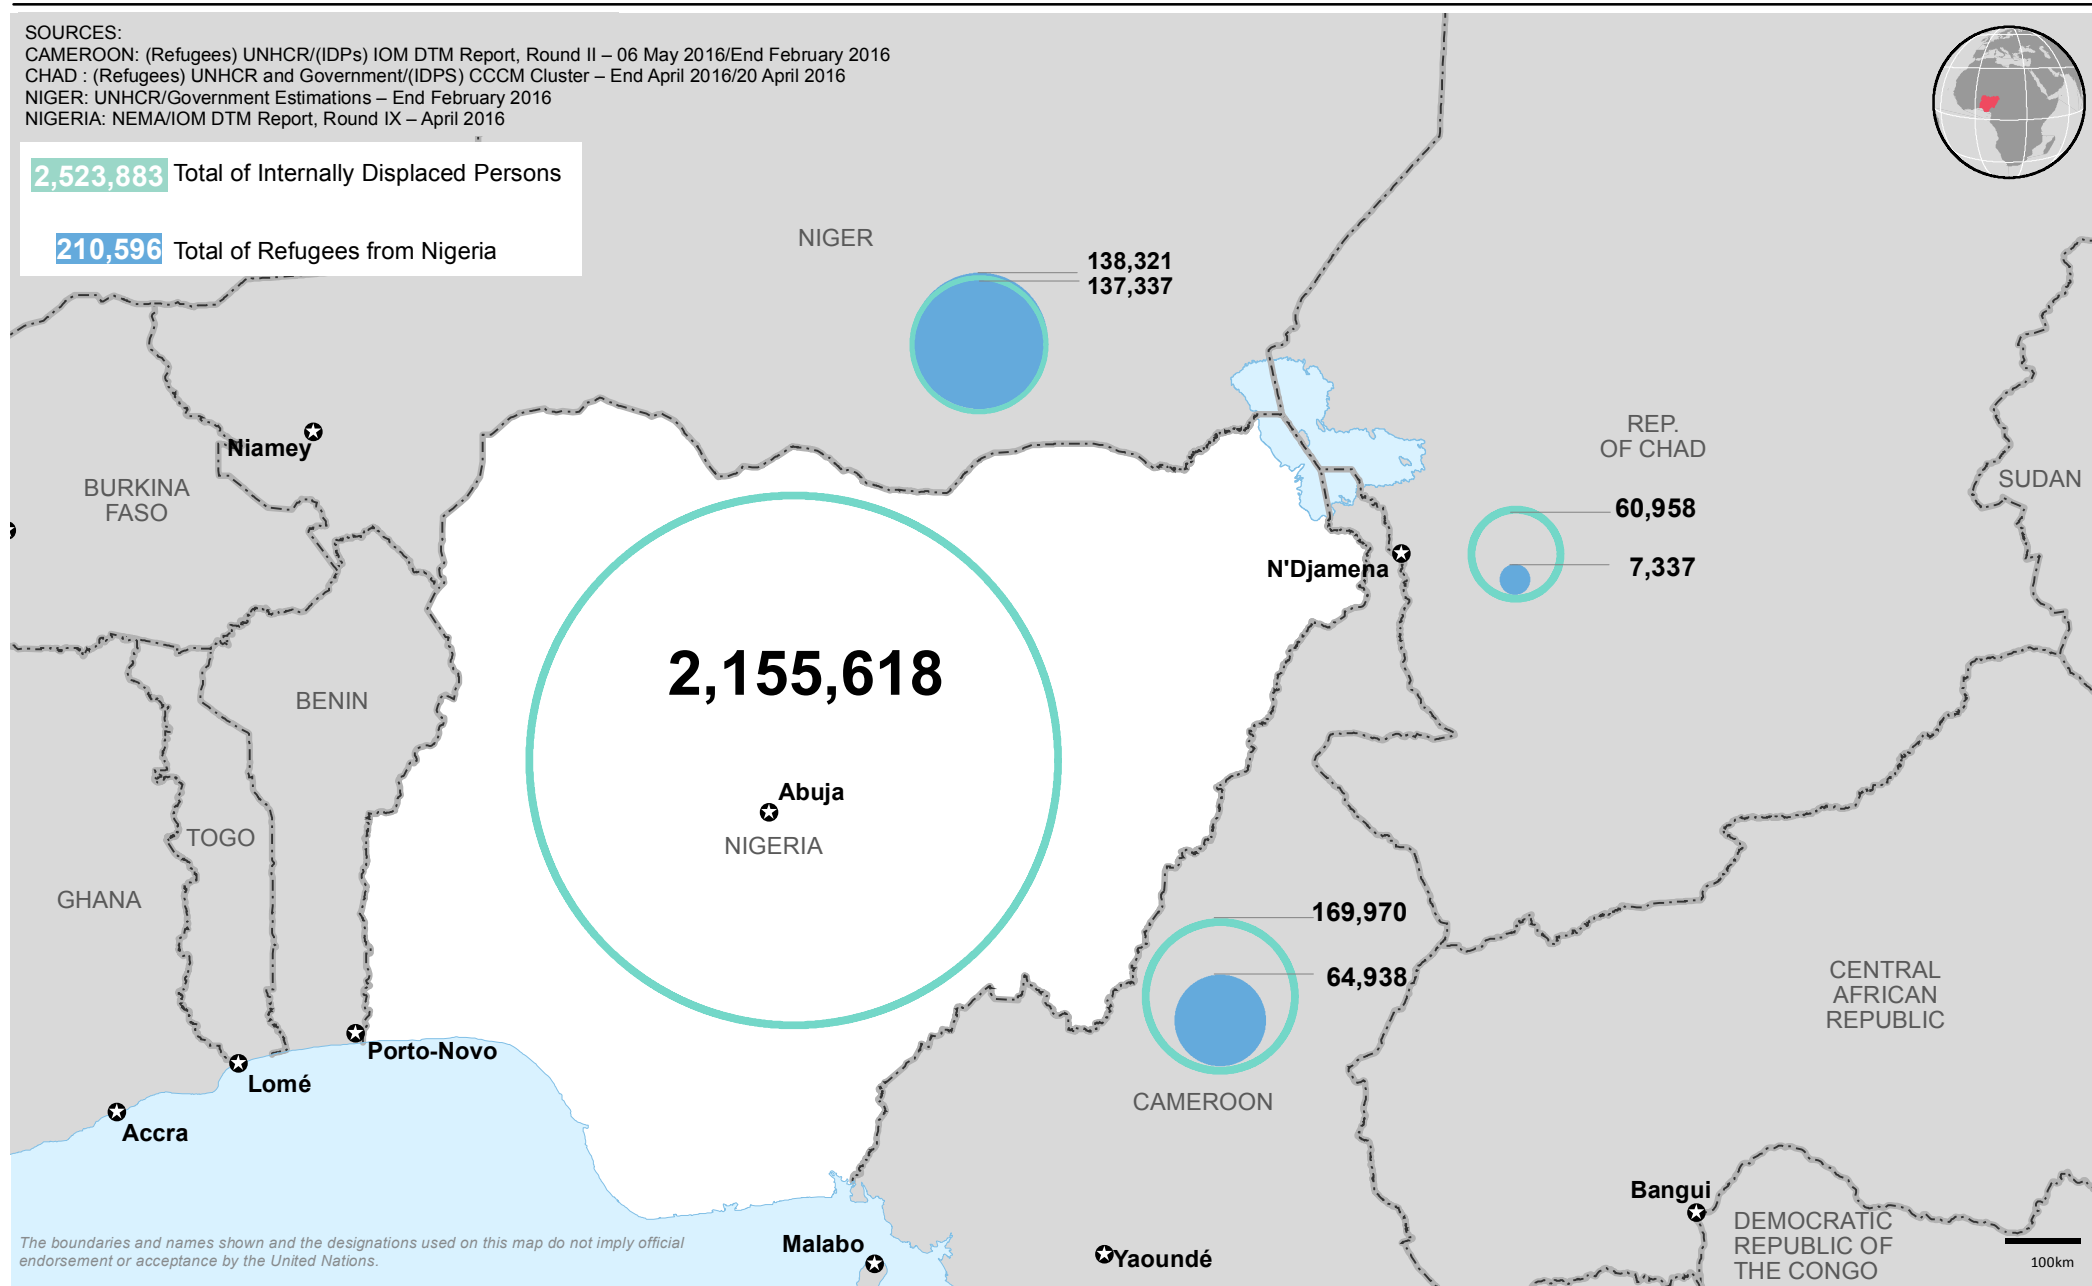 SOURCES:
CAMEROON: (Refugees) UNHCR/(IDPs) IOM DTM Report, Round II – 06 May 2016/End February 2016
CHAD : (Refugees) UNHCR and Government/(IDPS) CCCM Cluster – End April 2016/20 April 2016
NIGER: UNHCR/Government Estimations – End February 2016
NIGERIA: NEMA/IOM DTM Report, Round IX – April 2016
2,523,883 Total of Internally Displaced Persons
210,596 Total of Refugees from Nigeria
NIGER
138,321
137,337
Niamey
BURKINA
FASO
REP.
OF CHAD
SUDAN
60,958
7,337
N'Djamena
2,155,618
BENIN
Abuja
NIGERIA
TOGO
GHANA
169,970
64,938
CENTRAL
AFRICAN
REPUBLIC
Porto-Novo
Lomé
Accra
CAMEROON
Bangui
DEMOCRATIC
REPUBLIC OF
THE CONGO
Malabo
Yaoundé
100km
The boundaries and names shown and the designations used on this map do not imply official
endorsement or acceptance by the United Nations.